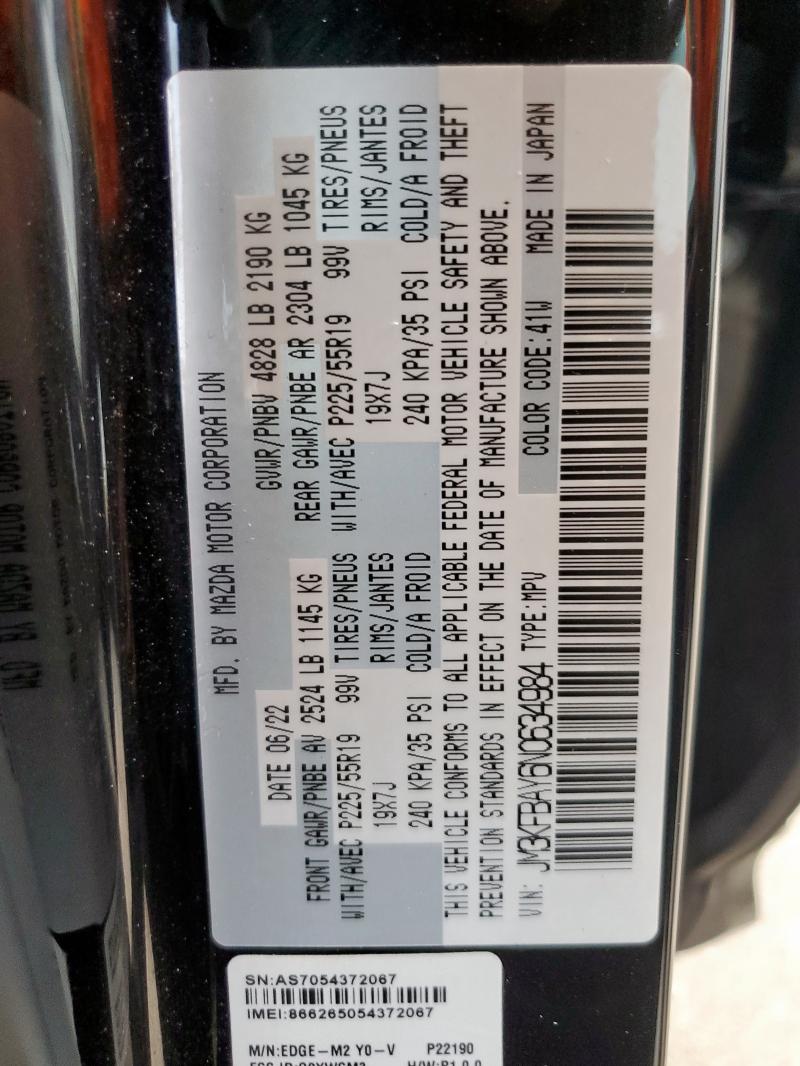 MFD. BY MAZDA MOTOR CORPORATION
DATE 06/22 GVWR/PNBV 4828 LB 2190 KG
FRONT GAWR/PNBE AV 2524 LB 1145 KG REAR GAWR/PNBE AR 2304 LB 1045 KG
WITH/AVEC P225/55R19 99V TIRES/PNEUS WITH/AVEC P225/55R19 99V TIRES/PNEUS
19X7J RIMS/JANTES 19X7J RIMS/JANTES
240 KPA/35 PSI COLD/A FROID 240 KPA/35 PSI COLD/A FROID
THIS VEHICLE CONFORMS TO ALL APPLICABLE FEDERAL MOTOR VEHICLE SAFETY AND THEFT
PREVENTION STANDARDS IN EFFECT ON THE DATE OF MANUFACTURE SHOWN ABOVE.
VIN: JM3KFBAY6N0634984 TYPE:MPV COLOR CODE:41W MADE IN JAPAN
SN:AS7054372067
IMEI:866265054372067
M/N:EDGE-M2 Y0-V P22190